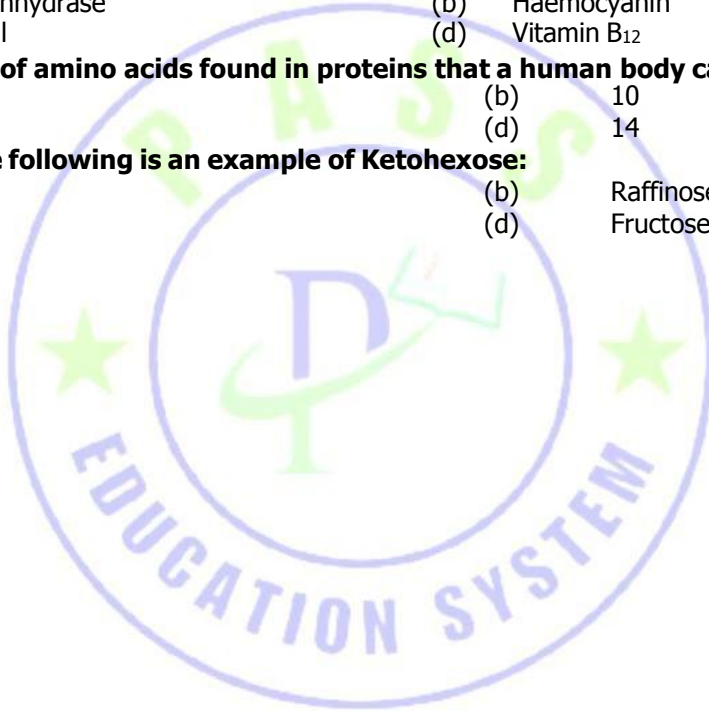 nhydrase (b) Haemocyanin
l (d) Vitamin B12
of amino acids found in proteins that a human body ca
(b) 10
(d) 14
e following is an example of Ketohexose:
(b) Raffinose
(d) Fructose
PASS
EDUCATION SYSTEM